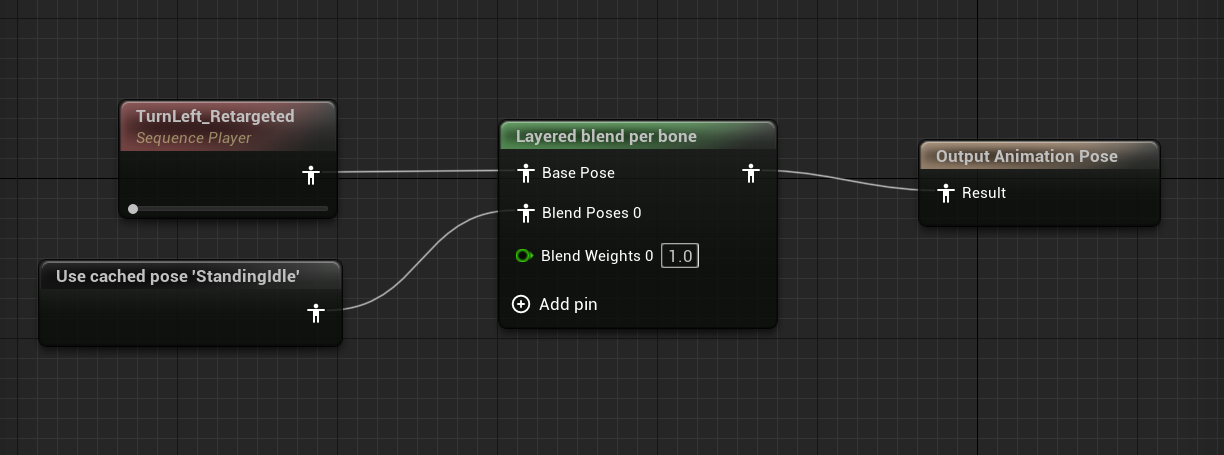 TurnLeft_Retargeted
Sequence Player
Use cached pose 'StandingIdle'
Layered blend per bone
Base Pose
Blend Poses 0
Blend Weights 0 1.0
Add pin
Output Animation Pose
Result